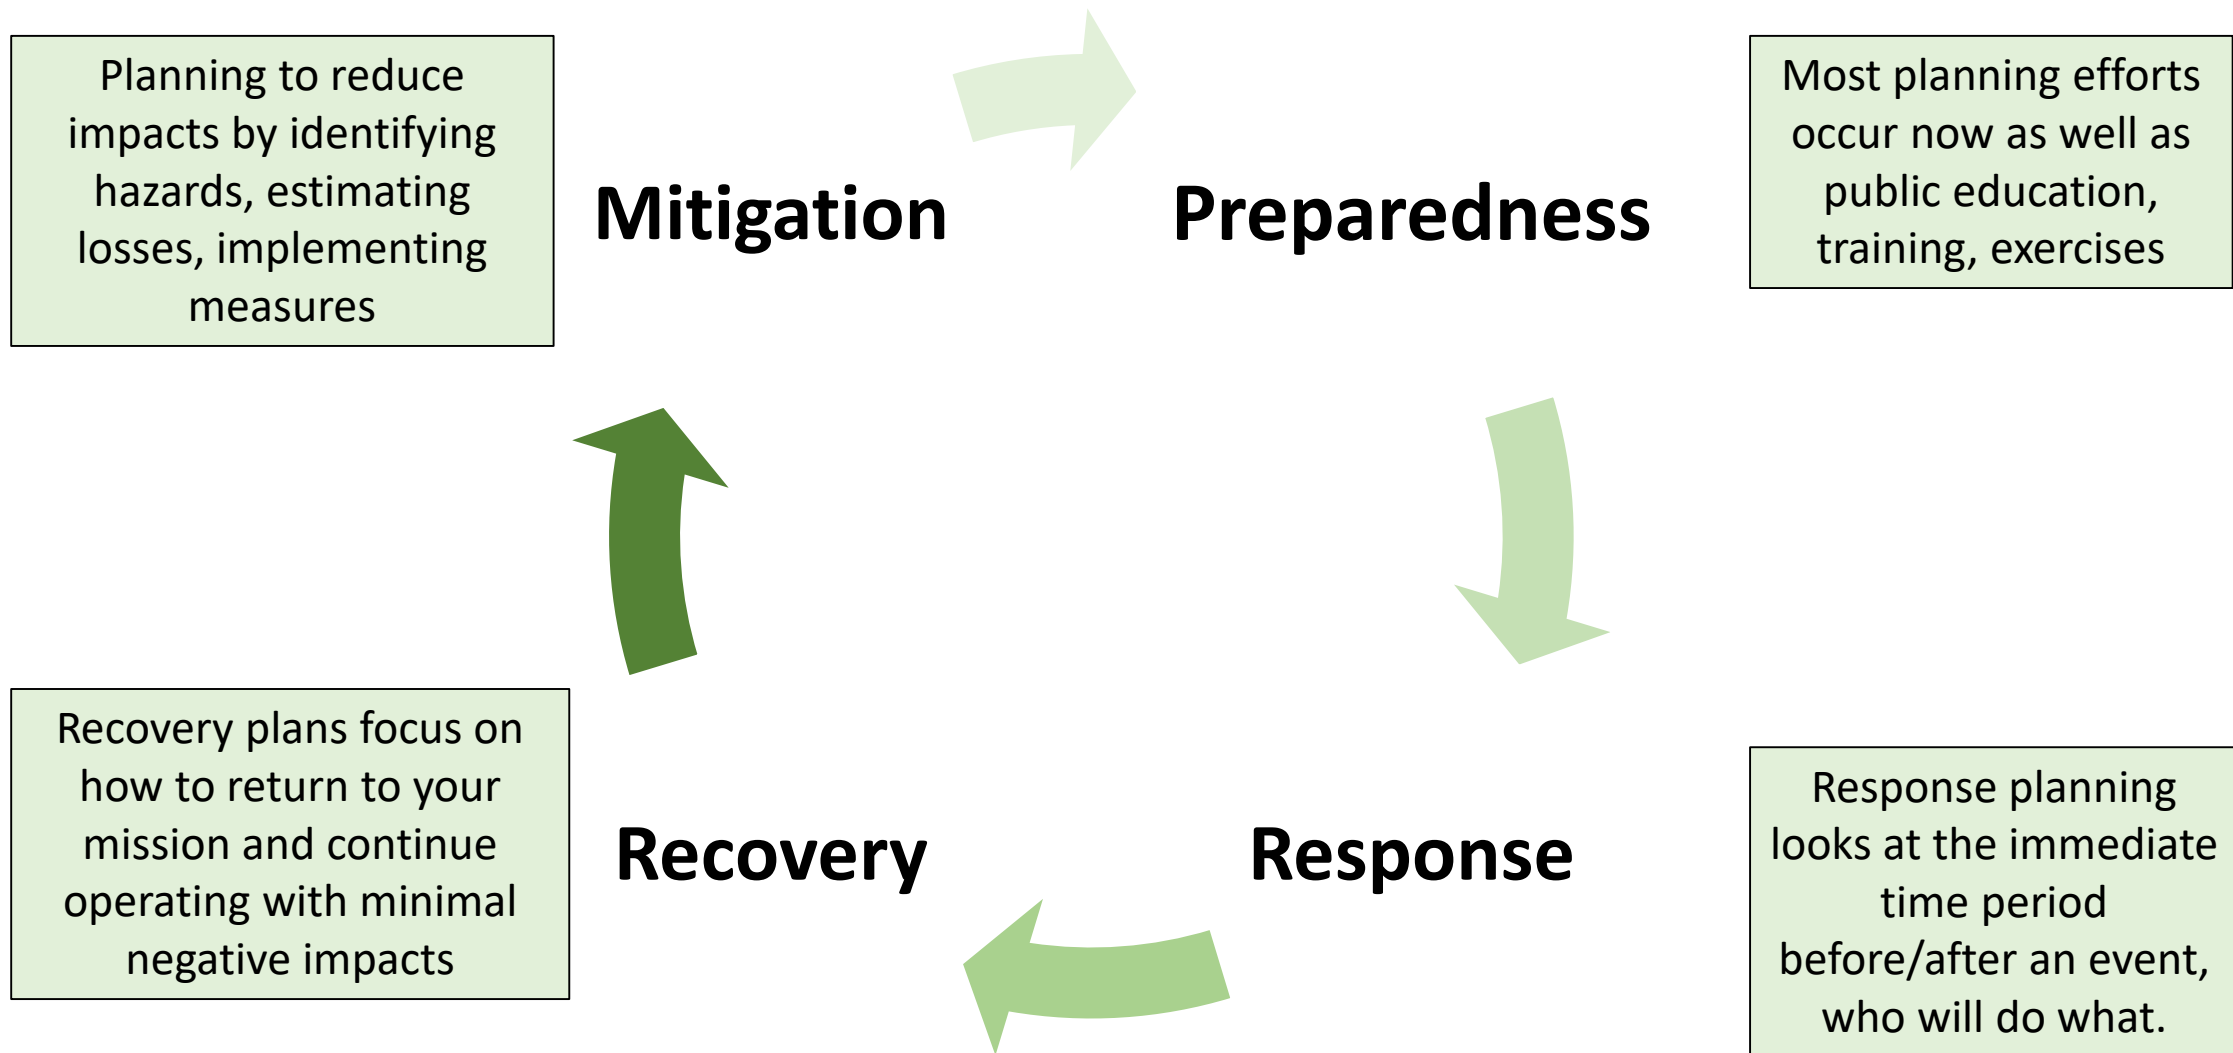 Planning to reduce
impacts by identifying
hazards, estimating
losses, implementing
measures
Mitigation
Preparedness
Most planning efforts
occur now as well as
public education,
training, exercises
Recovery plans focus on
how to return to your
mission and continue
operating with minimal
negative impacts
Recovery
Response
Response planning
looks at the immediate
time period
before/after an event,
who will do what.